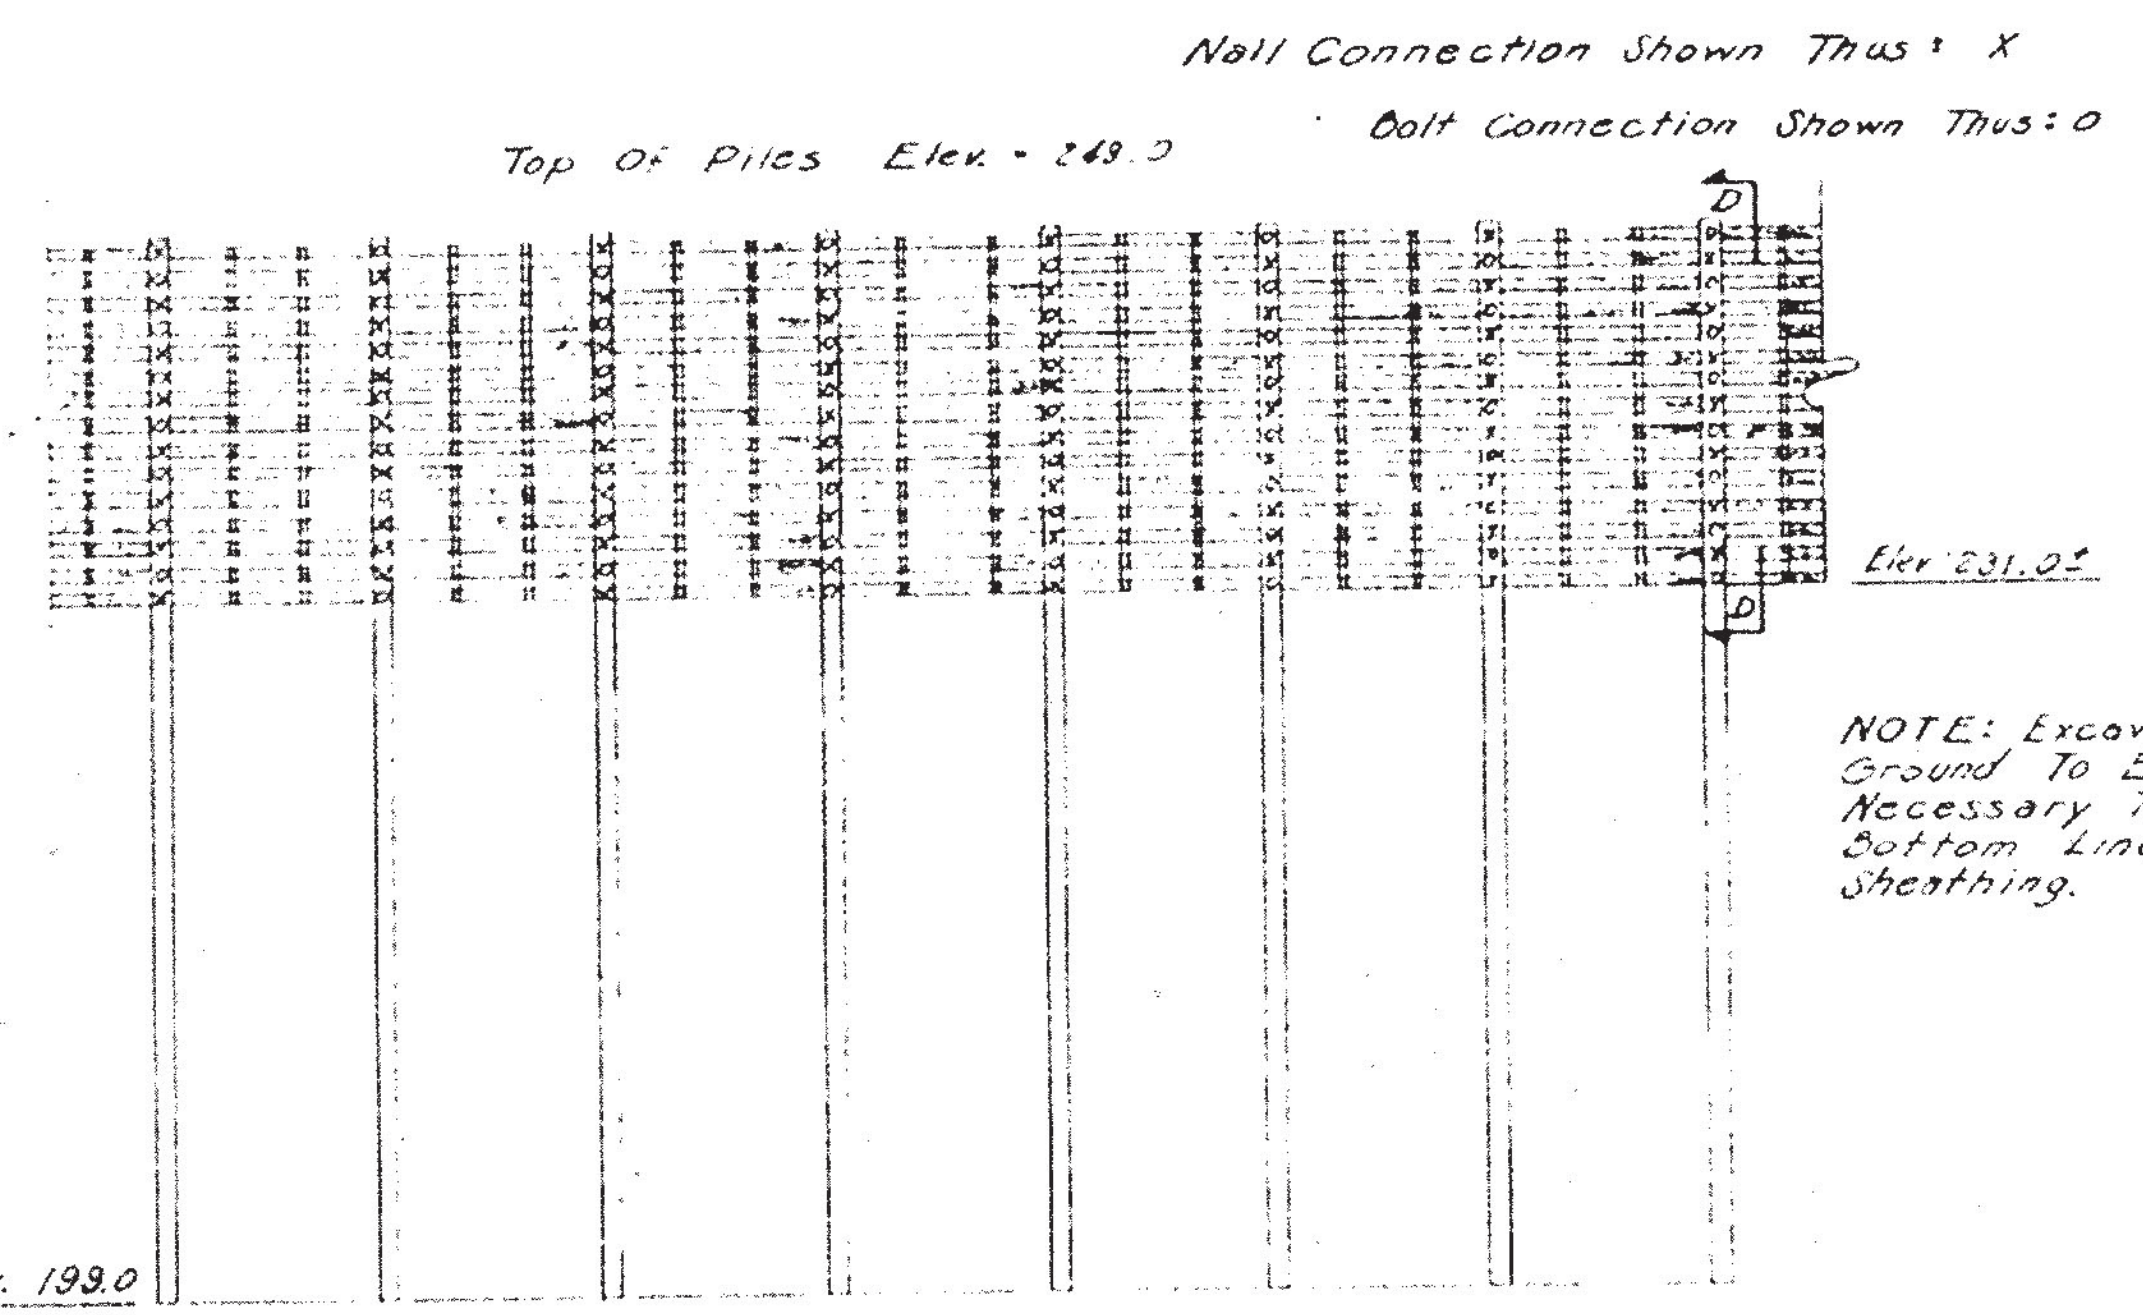 Nail Connection Shown Thus: X
Bolt Connection Shown Thus: O
Top Of Piles Elev. - 249.0
D
Elev 231.0±
D
NOTE: Excav
Ground To E
Necessary T
Bottom Line
Sheathing.
. 199.0